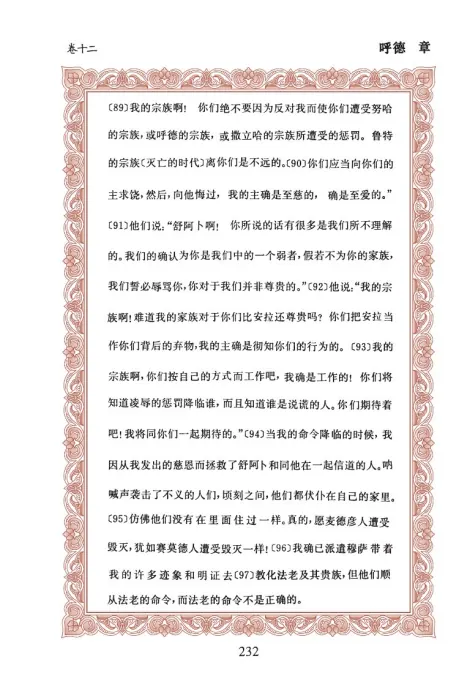 卷十二
呼德 章
〔89〕我的宗族啊! 你们绝不要因为反对我而使你们遭受努哈
的宗族,或呼德的宗族, 或撒立哈的宗族所遭受的惩罚。鲁特
的宗族〔灭亡的时代〕离你们是不远的。〔90〕你们应当向你们的
主求饶,然后,向他悔过, 我的主确是至慈的, 确是至爱的。”
〔91〕他们说:“舒阿卜啊! 你所说的话有很多是我们所不理解
的。我们的确认为你是我们中的一个弱者,假若不为你的家族,
我们誓必辱骂你,你对于我们并非尊贵的。”〔92〕他说:“我的宗
族啊!难道我的家族对于你们比安拉还尊贵吗? 你们把安拉当
作你们背后的弃物,我的主是彻知你们的行为的。〔93〕我的
宗族啊,你们按自己的方式而工作吧,我确是工作的! 你们将
知道凌辱的惩罚降临谁,而且知道谁是说谎的人。你们期待着
吧!我将同你们一起期待的。”〔94〕当我的命令降临的时候,我
因从我发出的慈恩而拯救了舒阿卜和同他在一起信道的人。呐
喊声袭击了不义的人们,顷刻之间,他们都伏仆在自己的家里。
〔95〕仿佛他们没有在里面住过一样。真的,愿麦德彦人遭受
毁灭,犹如赛莫德人遭受毁灭一样!〔96〕我确已派遣穆萨带着
我的许多迹象和明证去〔97〕教化法老及其贵族,但他们顺
从法老的命令,而法老的命令不是正确的。
232